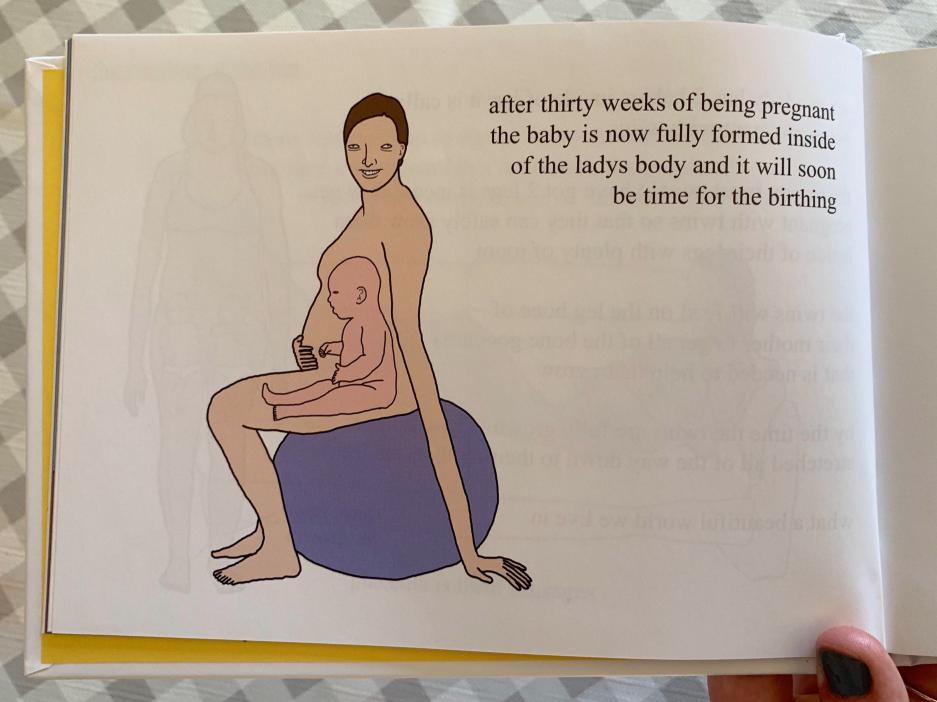 after thirty weeks of being pregnant
the baby is now fully formed inside
of the ladys body and it will soon
be time for the birthing